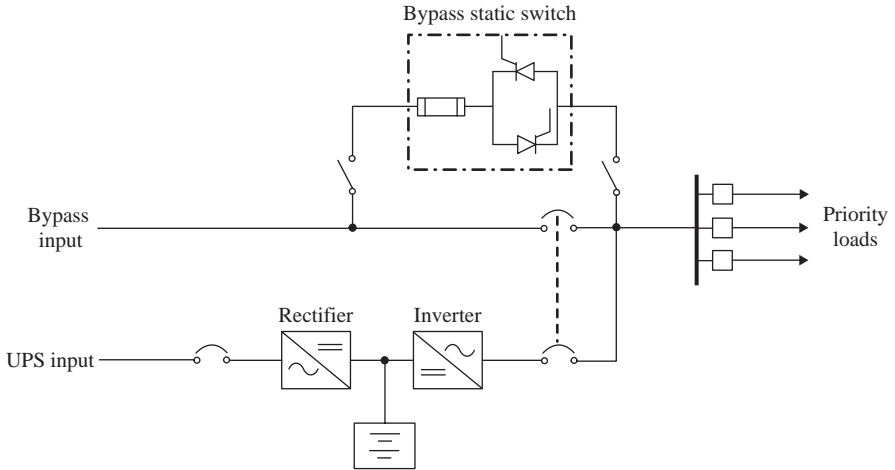 Bypass static switch
Bypass
input
Priority
loads
Rectifier
Inverter
UPS input